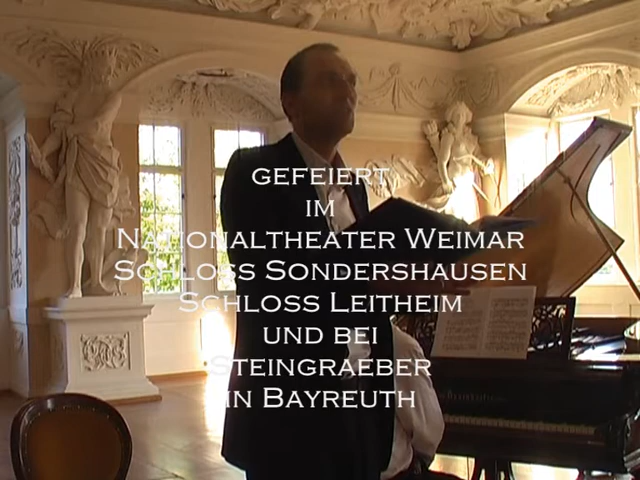 GEFEIERT
IM
NATIONALTHEATER WEIMAR
SCHLOSS SONDERSHAUSEN
SCHLOSS LEITHEIM
UND BEI
STEINGRAEBER
IN BAYREUTH